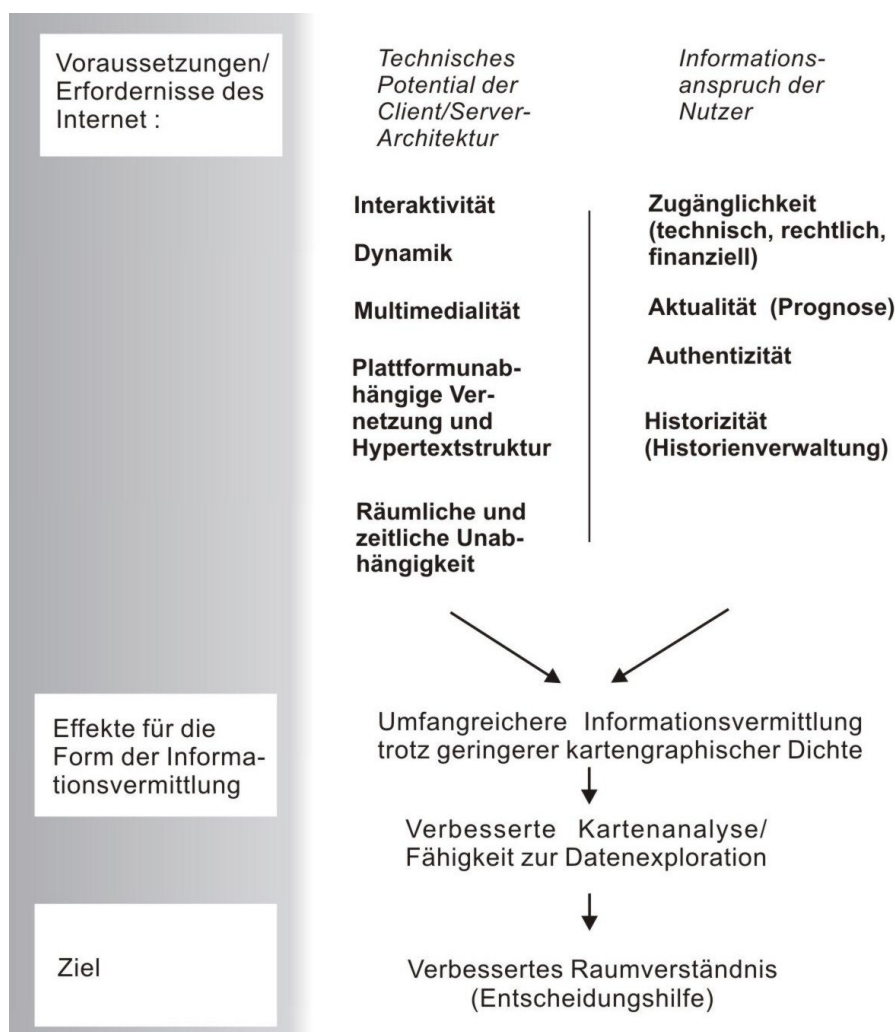 Voraussetzungen/
Erfordernisse des
Internet :
Technisches
Potential der
Client/Server-
Architektur
Informations-
anspruch der
Nutzer
Interaktivität
Dynamik
Multimedialität
Plattformunab-
hängige Ver-
netzung und
Hypertextstruktur
Räumliche und
zeitliche Unab-
hängigkeit
Zugänglichkeit
(technisch, rechtlich,
finanziell)
Aktualität (Prognose)
Authentizität
Historizität
(Historienverwaltung)
Effekte für die
Form der Informa-
tionsvermittlung
Umfangreichere Informationsvermittlung
trotz geringerer kartengraphischer Dichte
Verbesserte Kartenanalyse/
Fähigkeit zur Datenexploration
Ziel
Verbessertes Raumverständnis
(Entscheidungshilfe)